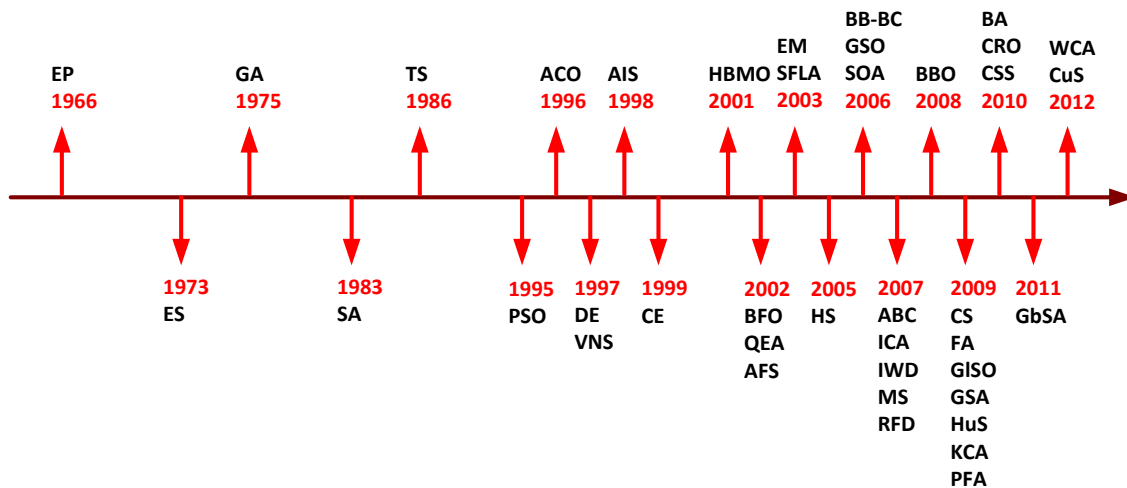 EP
1966
GA
1975
TS
1986
ACO
1996
AIS
1998
HBMO
2001
EM
SFLA
2003
BB-BC
GSO
SOA
2006
BBO
2008
BA
CRO
CSS
2010
WCA
CuS
2012
1973
ES
1983
SA
1995
PSO
1997
DE
VNS
1999
CE
2002
BFO
QEA
AFS
2005
HS
2007
ABC
ICA
IWD
MS
RFD
2009
CS
FA
GlSO
GSA
HuS
KCA
PFA
2011
GbSA